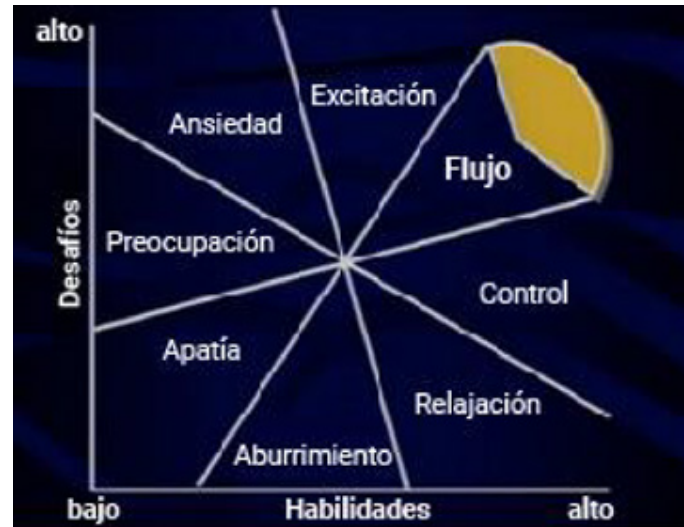 alto
Excitación
Ansiedad
Flujo
Desafíos
Preocupación
Control
Apatía
Relajación
Aburrimiento
bajo
Habilidades
alto